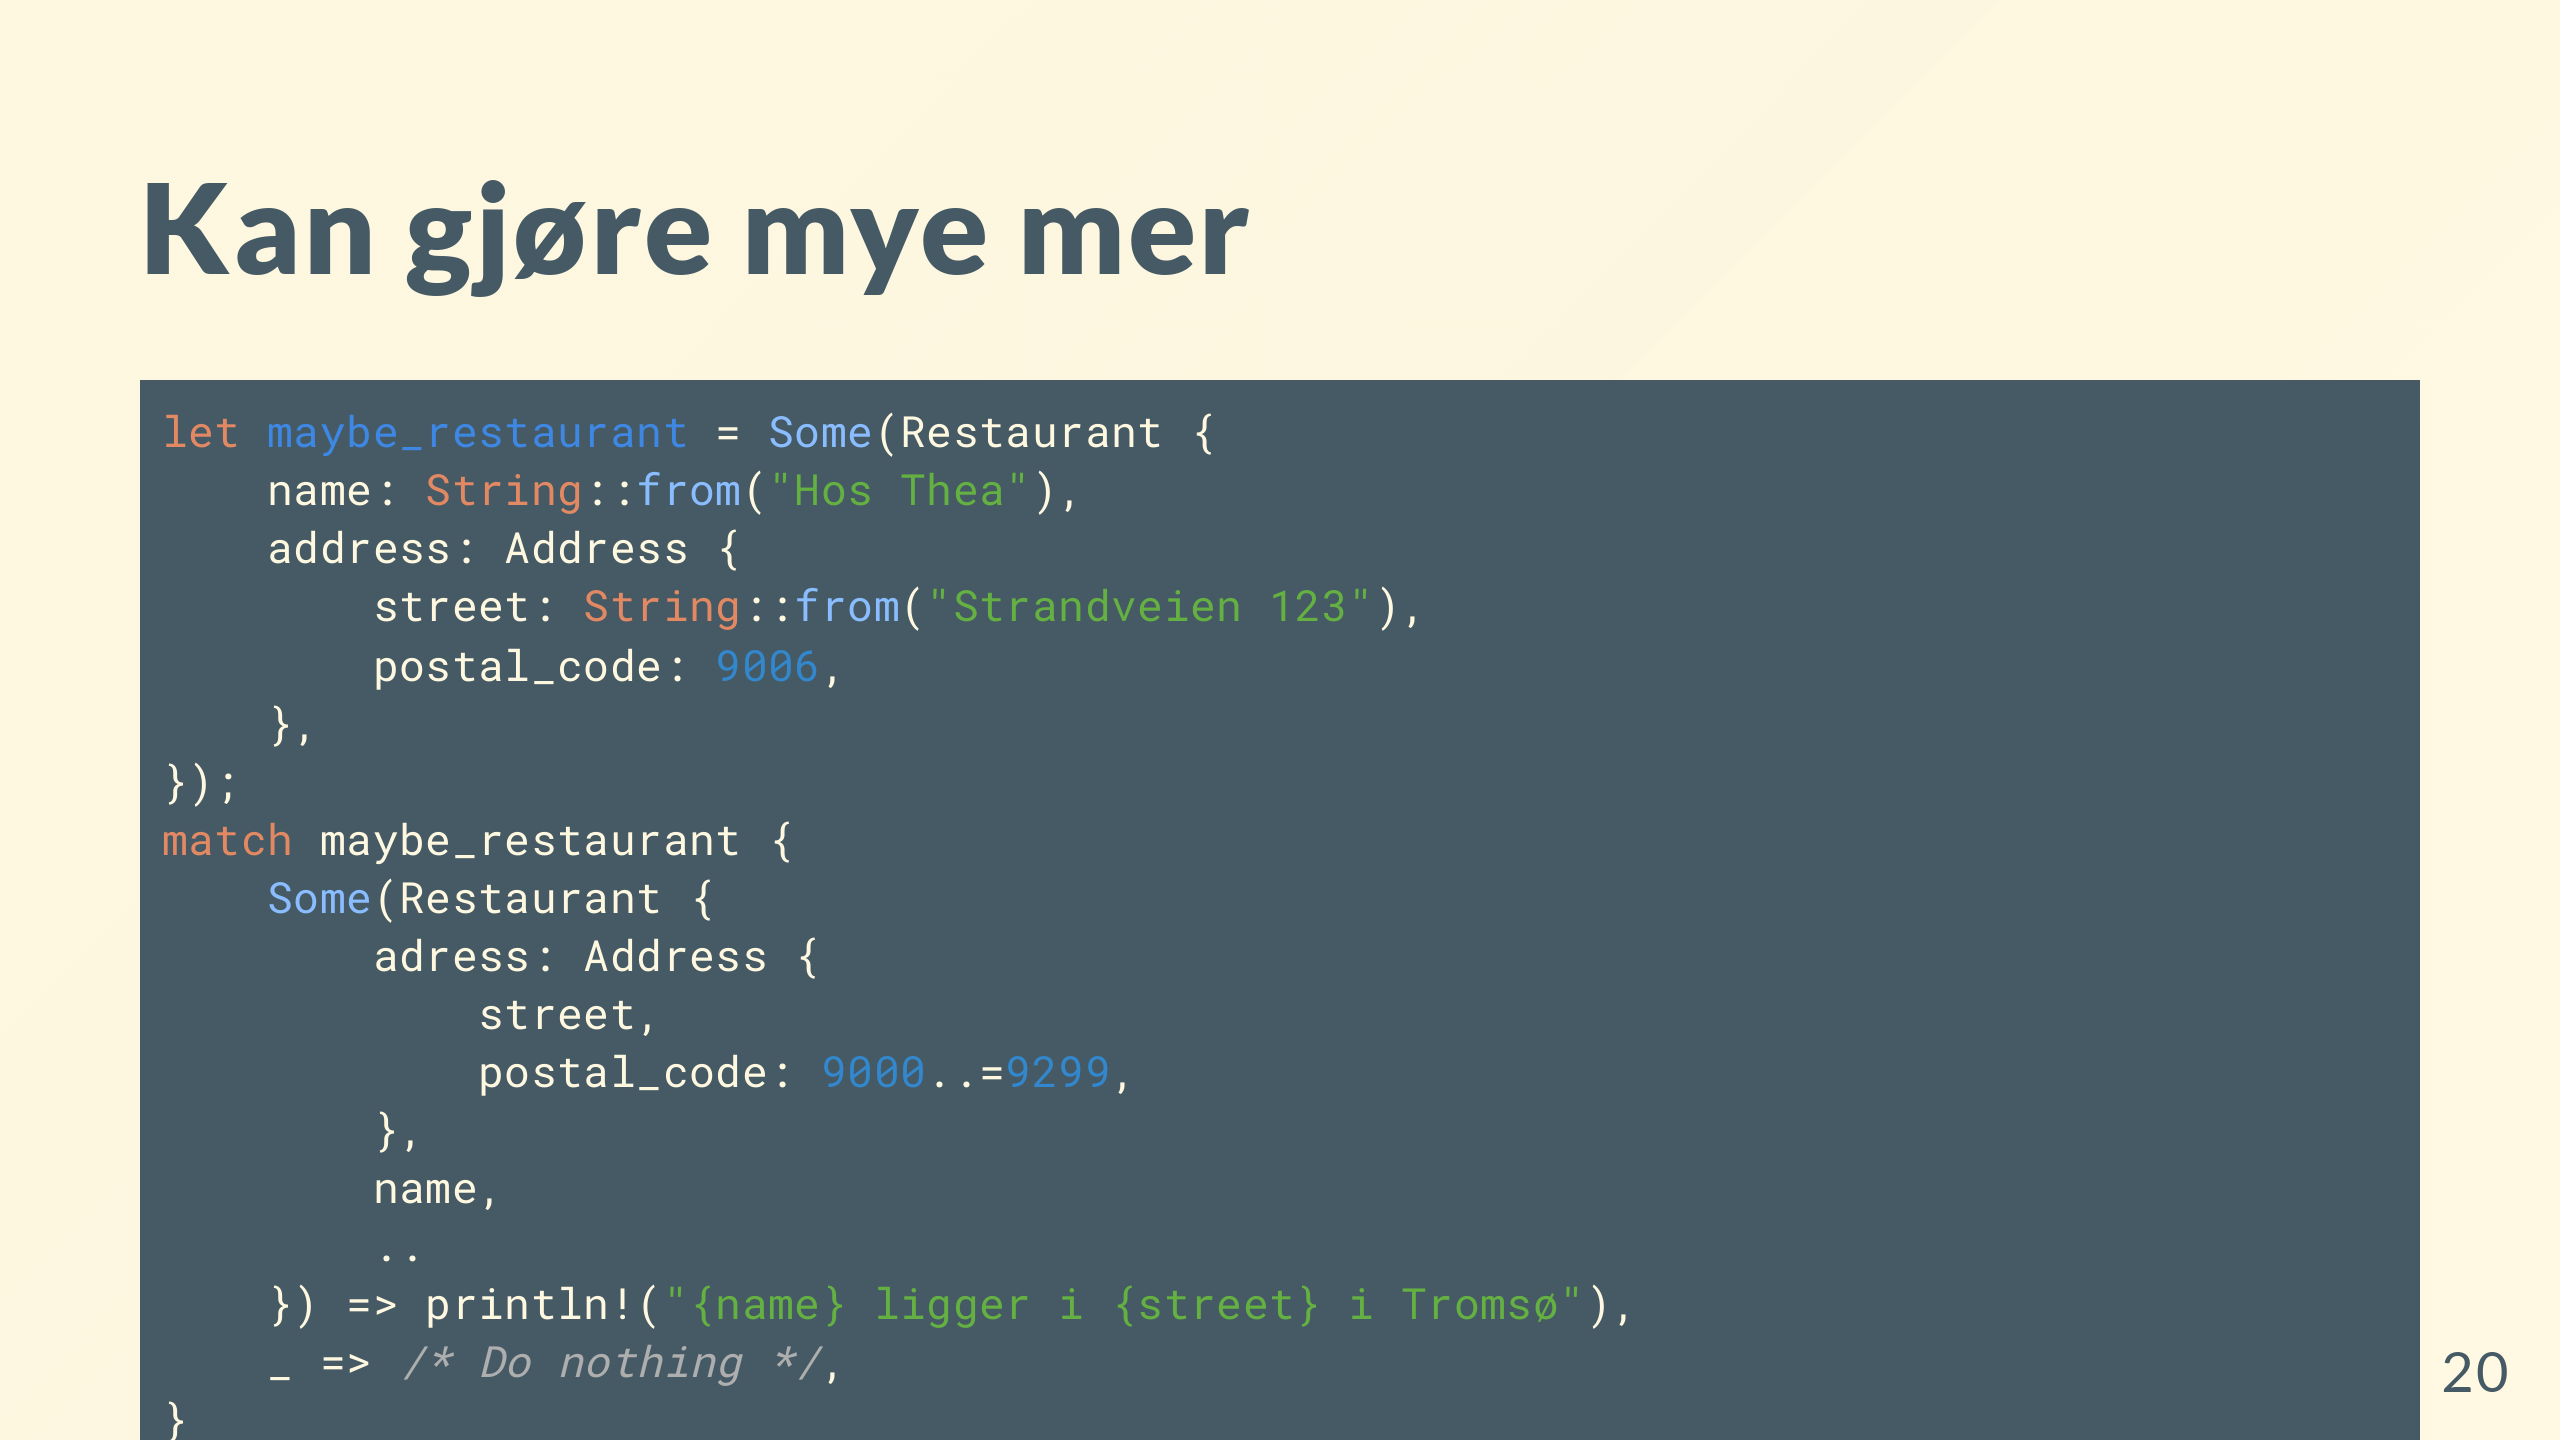 Kan gjøre mye mer
let maybe_restaurant = Some(Restaurant {
    name: String::from("Hos Thea"),
    address: Address {
        street: String::from("Strandveien 123"),
        postal_code: 9006,
    },
});
match maybe_restaurant {
    Some(Restaurant {
        adress: Address {
            street,
            postal_code: 9000..=9299,
        },
        name,
        ..
    }) => println!("{name} ligger i {street} i Tromsø"),
    _ => /* Do nothing */,
}
20